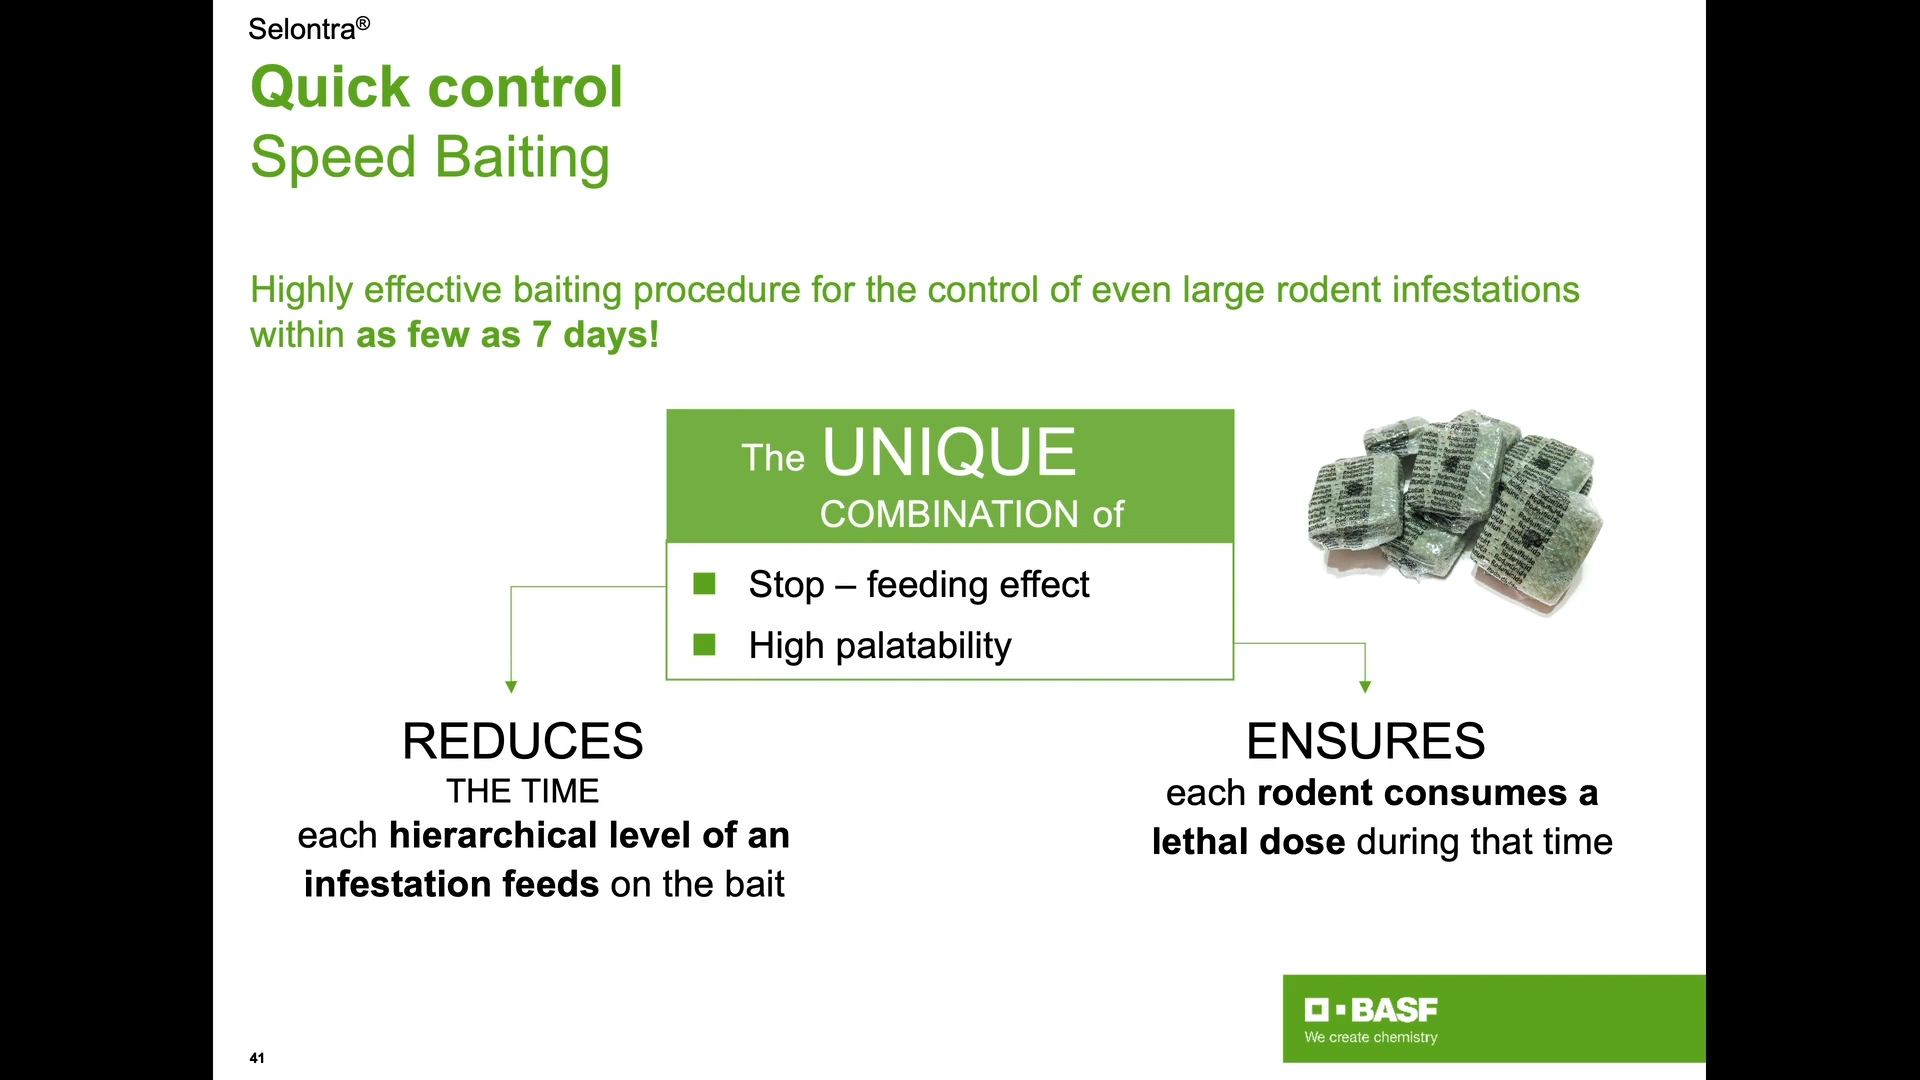 Selontra®
Quick control
Speed Baiting
Highly effective baiting procedure for the control of even large rodent infestations
within as few as 7 days!
The UNIQUE
COMBINATION of
Stop – feeding effect
High palatability
REDUCES
THE TIME
each hierarchical level of an
infestation feeds on the bait
ENSURES
each rodent consumes a
lethal dose during that time
BASF
We create chemistry
41